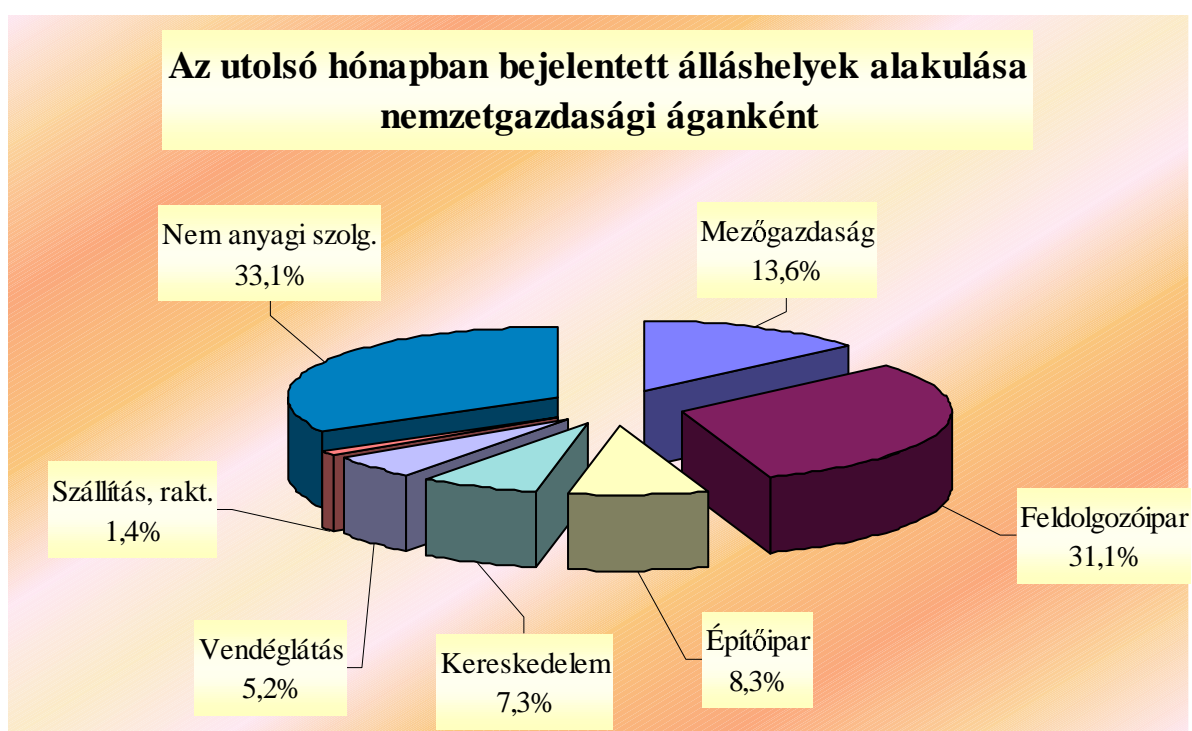 Az utolsó hónapban bejelentett álláshelyek alakulása
nemzetgazdasági áganként
Nem anyagi szolg.
33,1%
Mezőgazdaság
13,6%
Szállítás, rakt.
1,4%
Feldolgozóipar
31,1%
Vendéglátás
5,2%
Kereskedelem
7,3%
Építőipar
8,3%